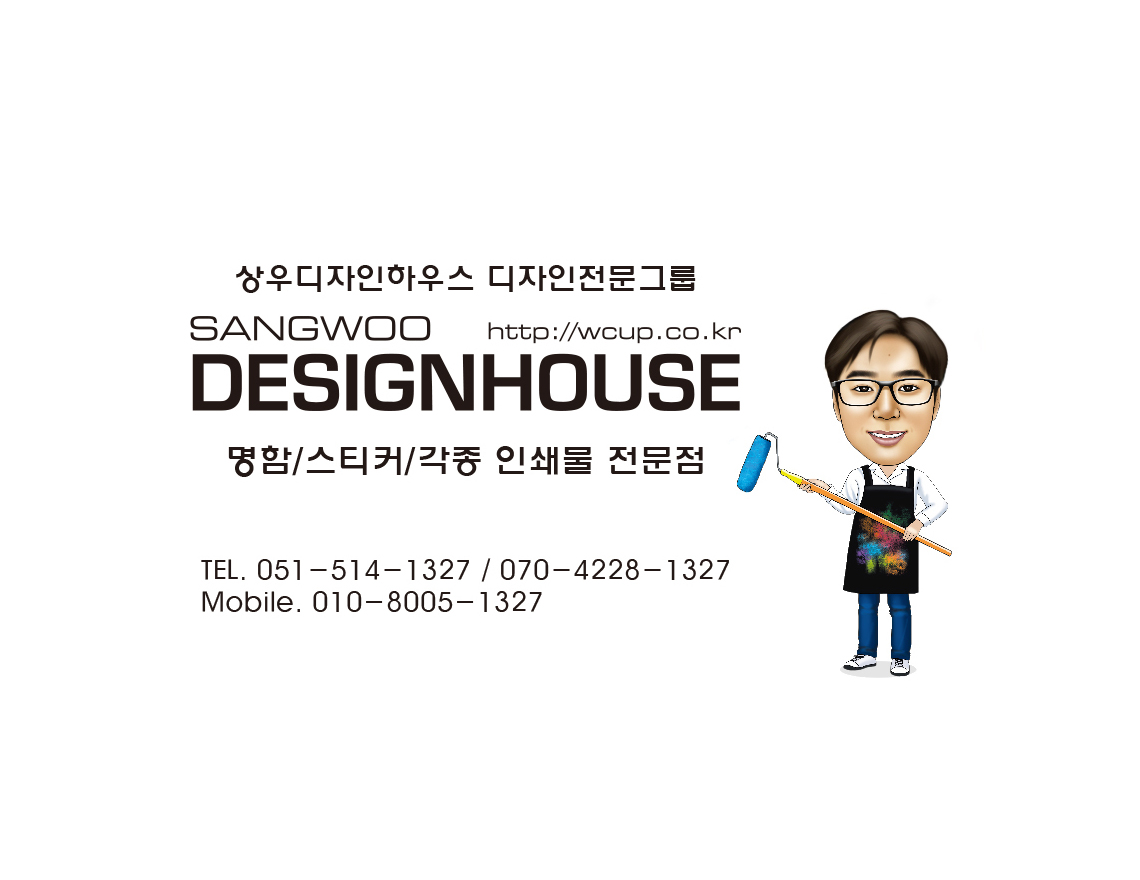 상우디자인하우스 디자인전문그룹
SANGWOO http://wcup.co.kr
DESIGNHOUSE
명함/스티커/각종 인쇄물 전문점
TEL. 051-514-1327 / 070-4228-1327
Mobile. 010-8005-1327